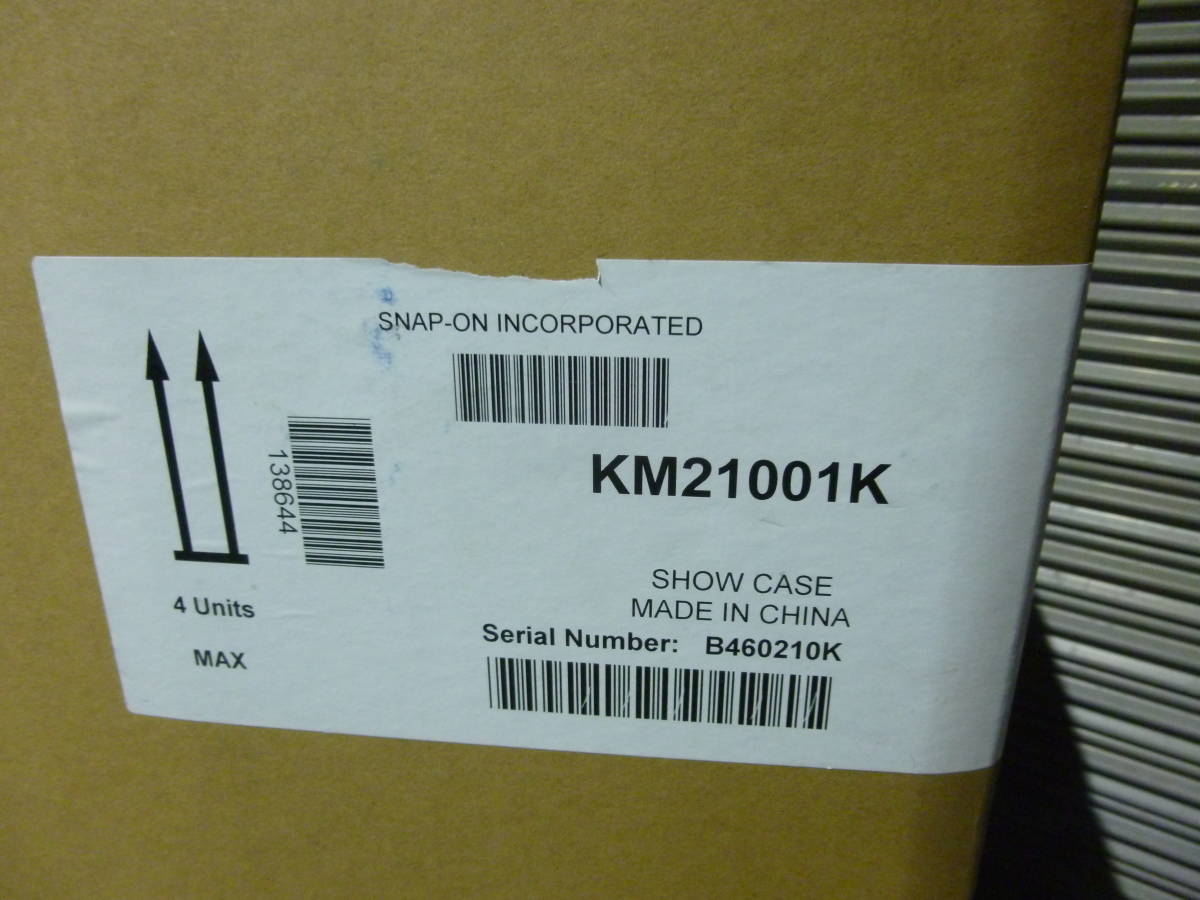 SNAP-ON INCORPORATED
138644
KM21001K
SHOW CASE
MADE IN CHINA
4 Units
MAX
Serial Number: B460210K